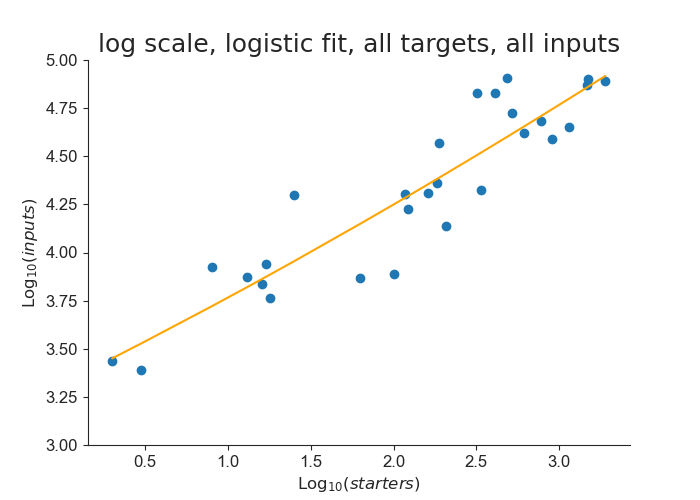 log scale, logistic fit, all targets, all inputs
5.00
4.75
4.50
4.25
4.00
3.75
3.50
3.25
3.00
Log₁₀(inputs)
0.5 1.0 1.5 2.0 2.5 3.0
Log₁₀(starters)